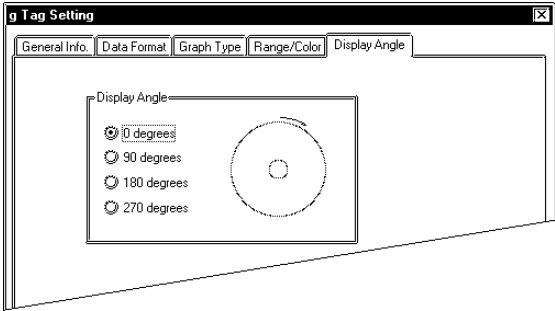 g Tag Setting
General Info. Data Format Graph Type Range/Color Display Angle
Display Angle
0 degrees
90 degrees
180 degrees
270 degrees